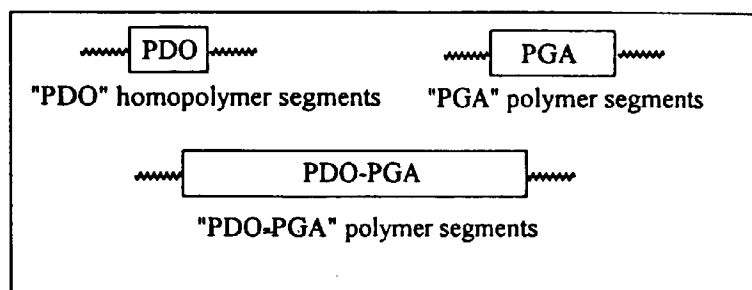 PDO
PGA
"PDO" homopolymer segments
"PGA" polymer segments
PDO-PGA
"PDO-PGA" polymer segments